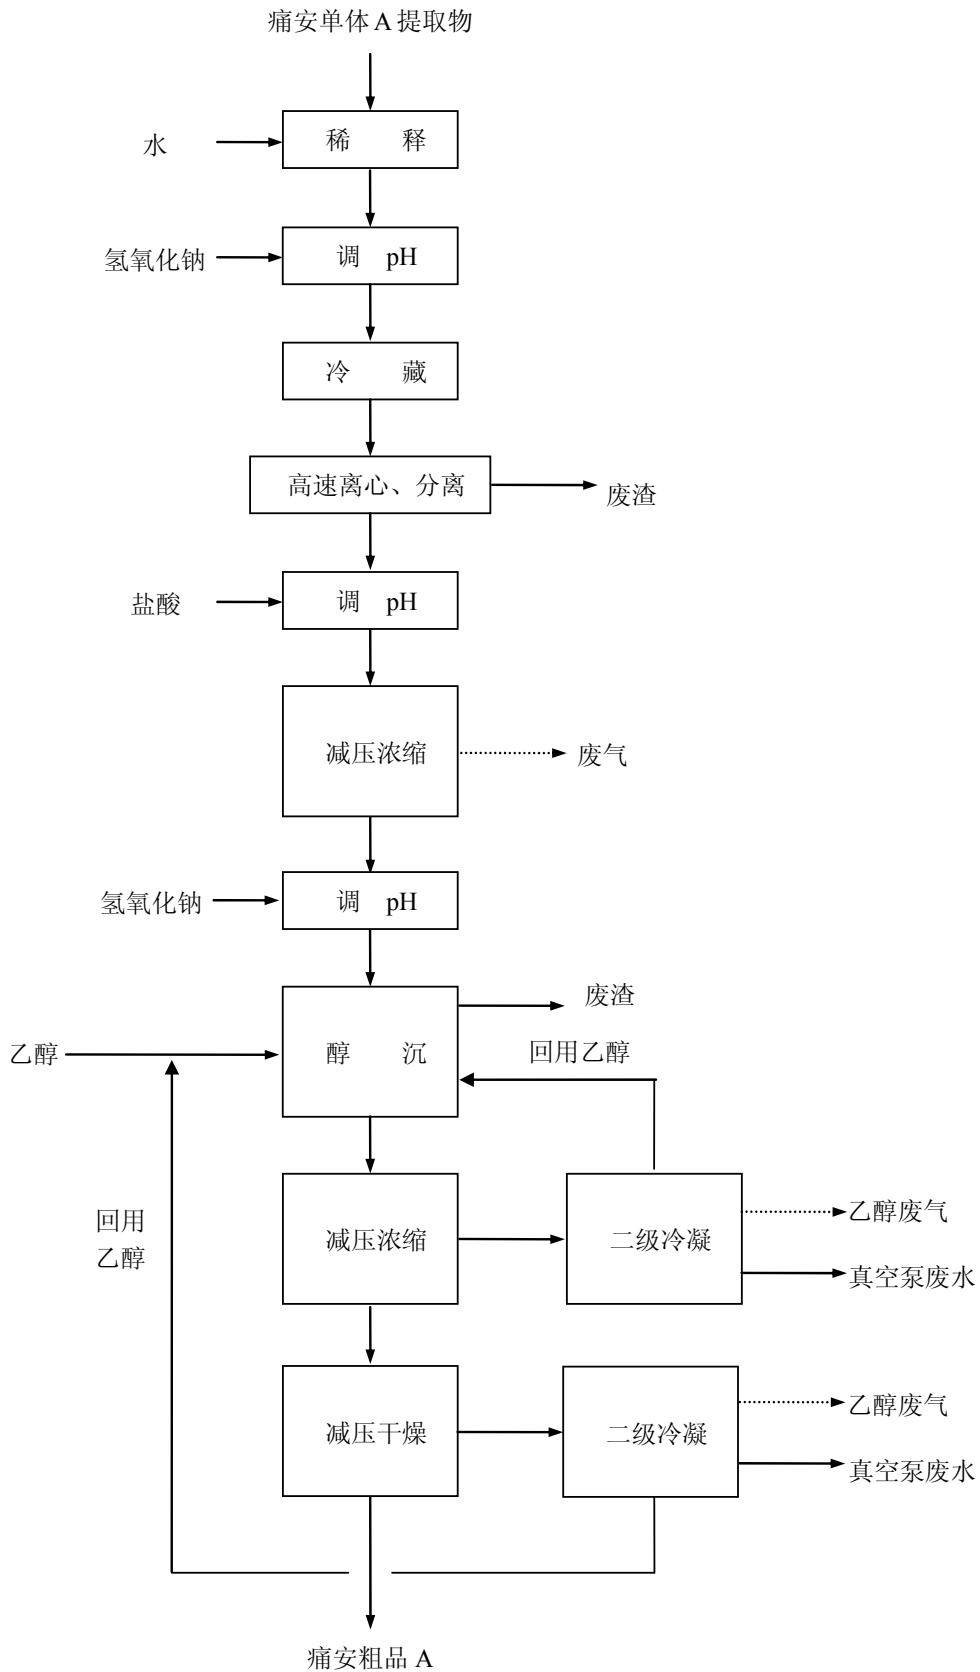 痛安单体 A 提取物
水
稀 释
氢氧化钠
调 pH
冷 藏
高速离心、分离
废渣
盐酸
调 pH
减压浓缩
废气
氢氧化钠
调 pH
废渣
乙醇
醇 沉
回用乙醇
回用
乙醇
减压浓缩
二级冷凝
乙醇废气
真空泵废水
减压干燥
二级冷凝
乙醇废气
真空泵废水
痛安粗品 A